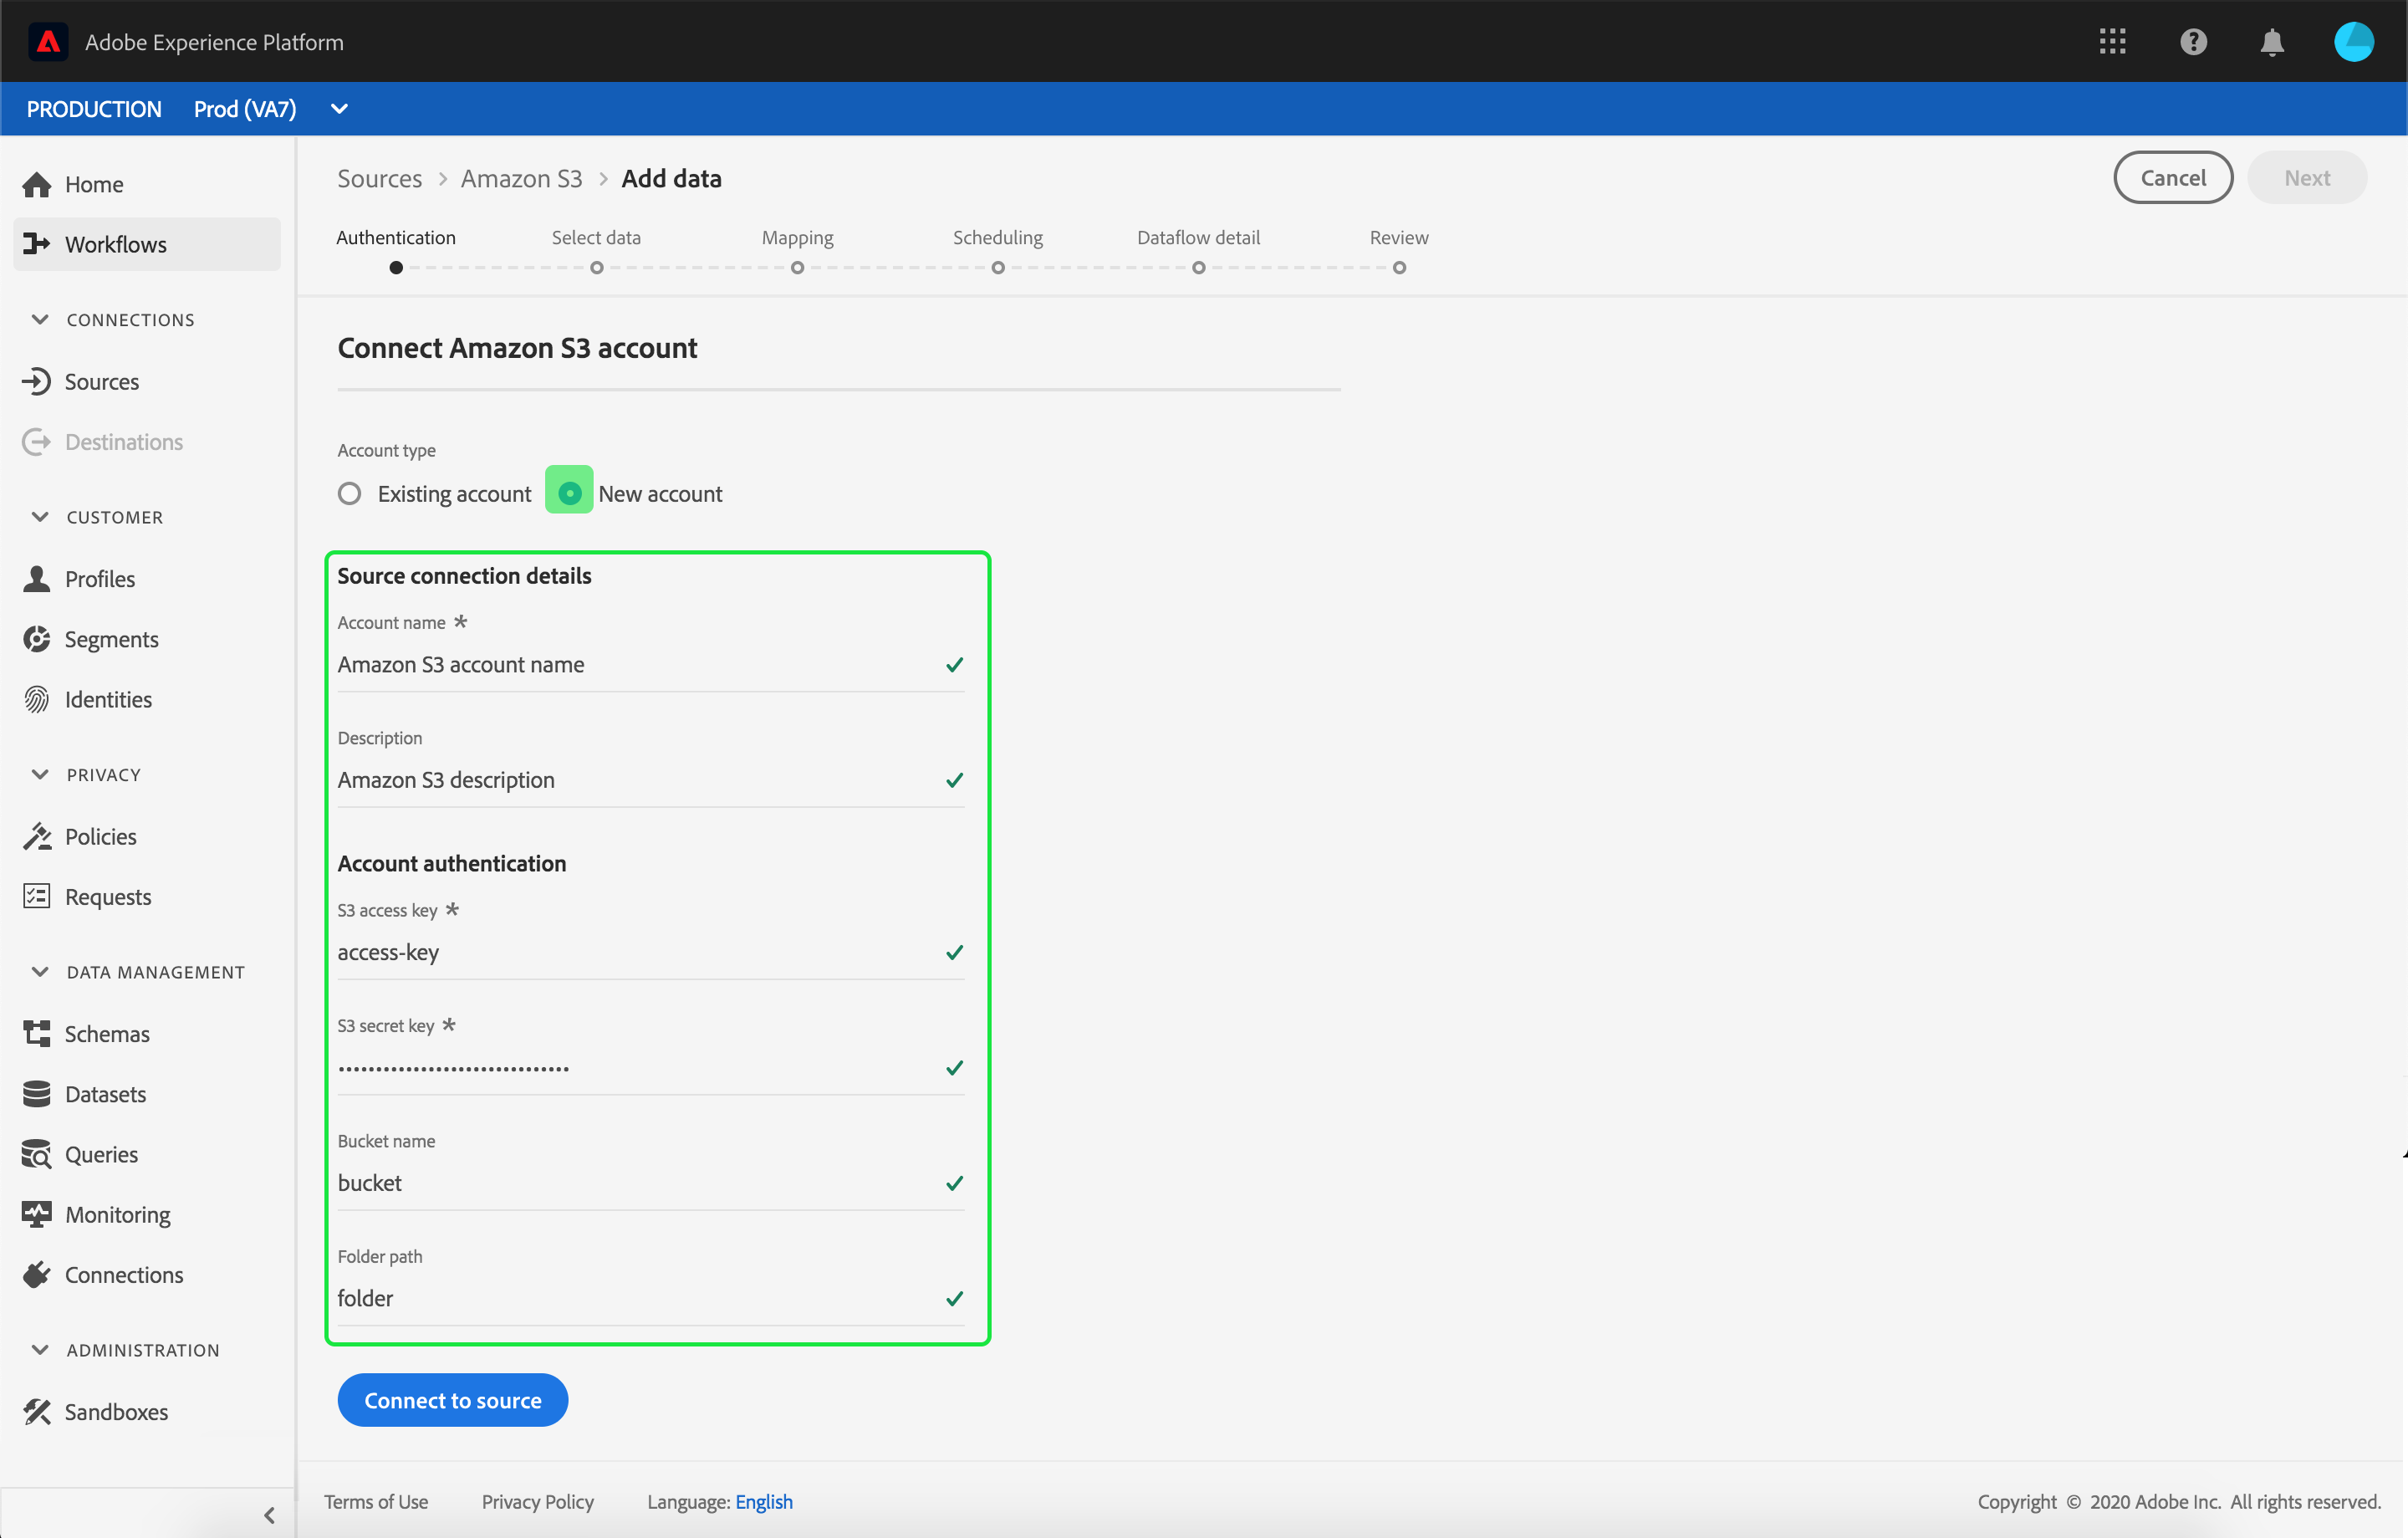 Adobe Experience Platform
PRODUCTION Prod (VA7)
Home
Workflows
CONNECTIONS
Sources
Destinations
CUSTOMER
Profiles
Segments
Identities
PRIVACY
Policies
Requests
DATA MANAGEMENT
Schemas
Datasets
Queries
Monitoring
Connections
ADMINISTRATION
Sandboxes
Sources > Amazon S3 > Add data
Cancel Next
Authentication Select data Mapping Scheduling Dataflow detail Review
Connect Amazon S3 account
Account type
Existing account New account
Source connection details
Account name *
Amazon S3 account name
Description
Amazon S3 description
Account authentication
S3 access key *
access-key
S3 secret key *
•••••••••••••••••••••••••••••••
Bucket name
bucket
Folder path
folder
Connect to source
Terms of Use Privacy Policy Language: English
Copyright © 2020 Adobe Inc. All rights reserved.